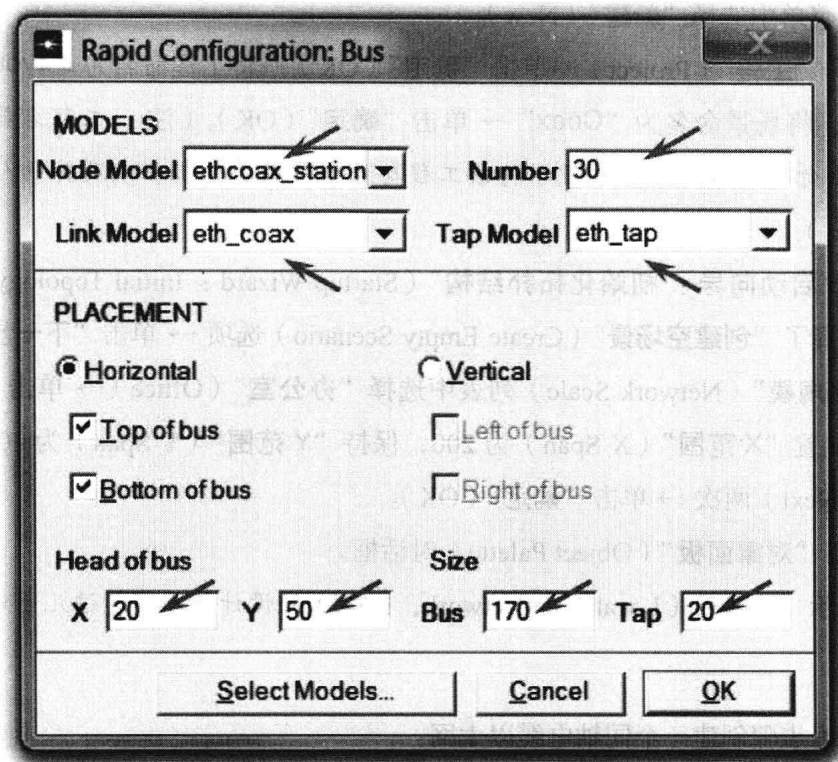 Rapid Configuration: Bus
MODELS
Node Model ethcoax_station Number 30
Link Model eth_coax Tap Model eth_tap
PLACEMENT
Horizontal Vertical
Top of bus Left of bus
Bottom of bus Right of bus
Head of bus Size
X 20 Y 50 Bus 170 Tap 20
Select Models... Cancel OK